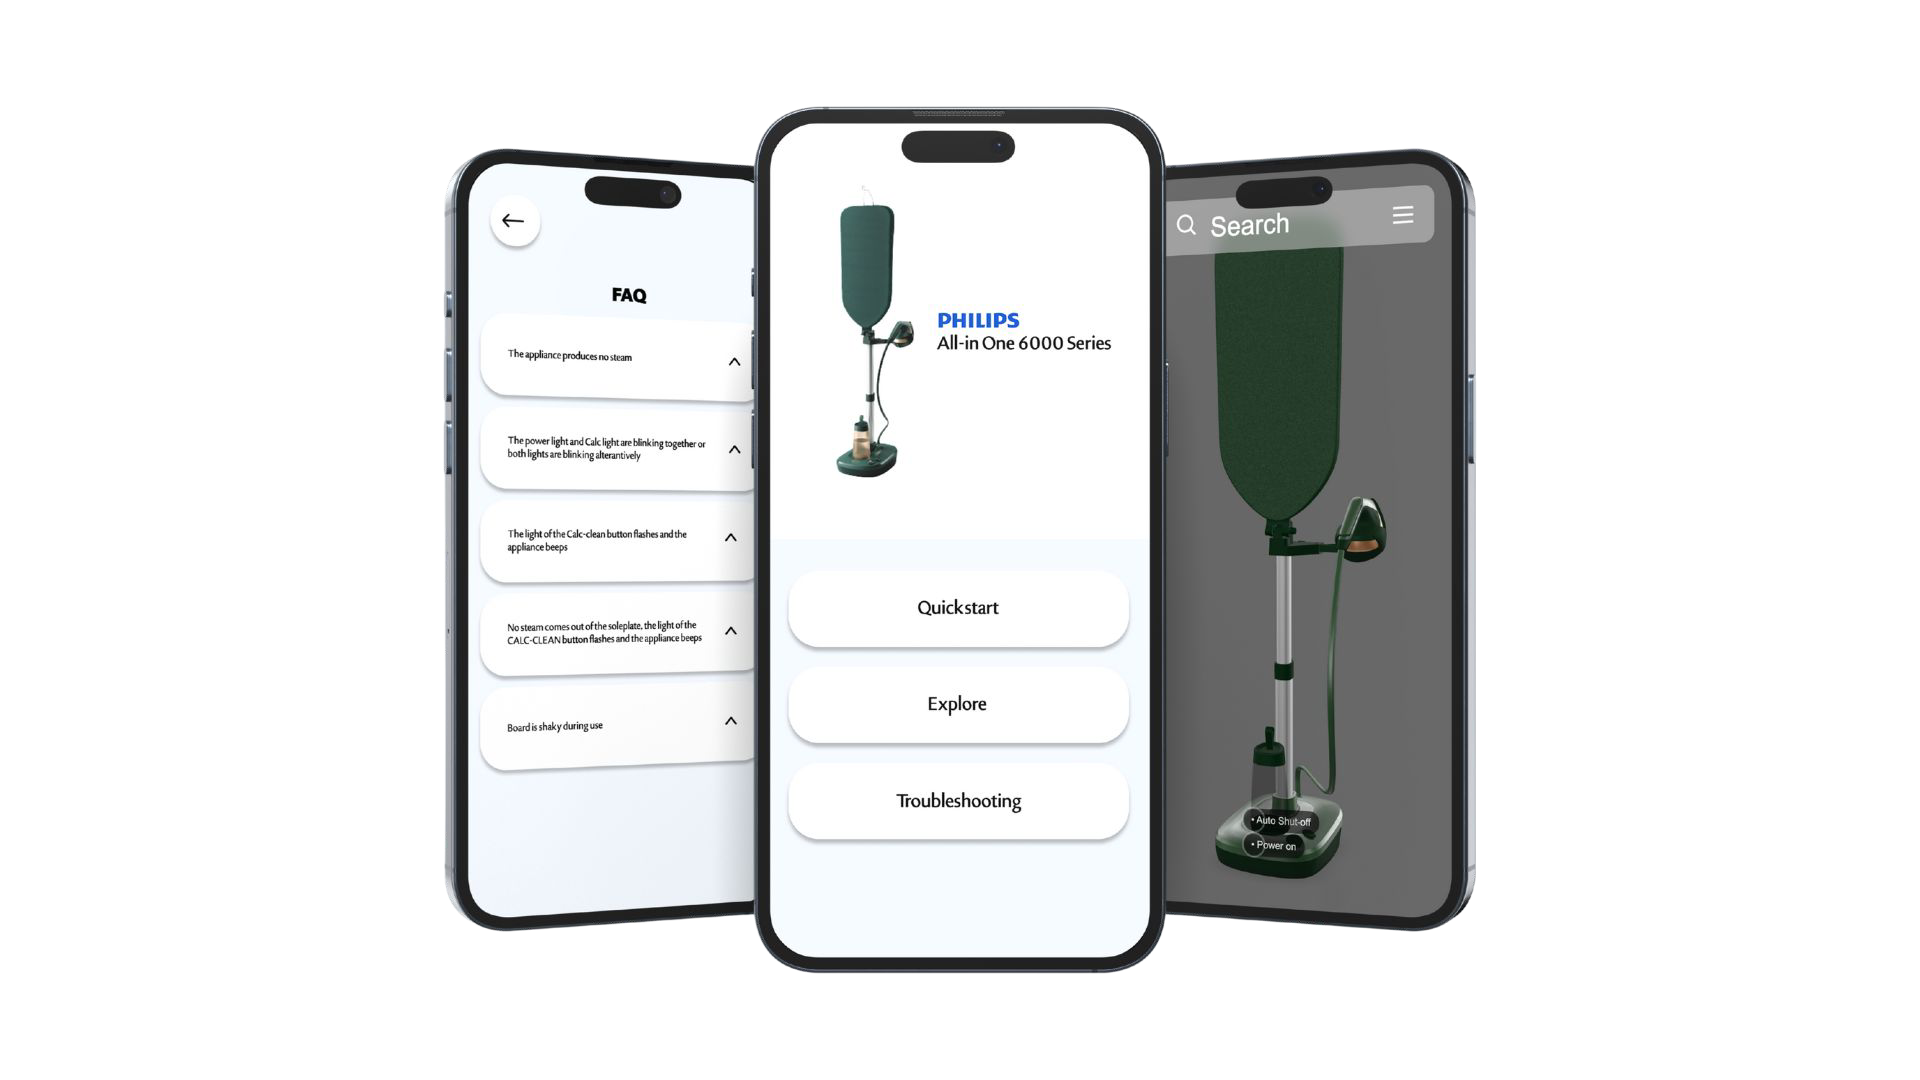 FAQ
The appliance produces no steam
The power light and Calc light are blinking together or
both lights are blinking alterantively
The light of the Calc-clean button flashes and the
appliance beeps
No steam comes out of the soleplate, the light of the
CALC-CLEAN button flashes and the appliance beeps
Board is shaky during use
PHILIPS
All-in One 6000 Series
Quickstart
Explore
Troubleshooting
Search
• Auto Shut-off
• Power on